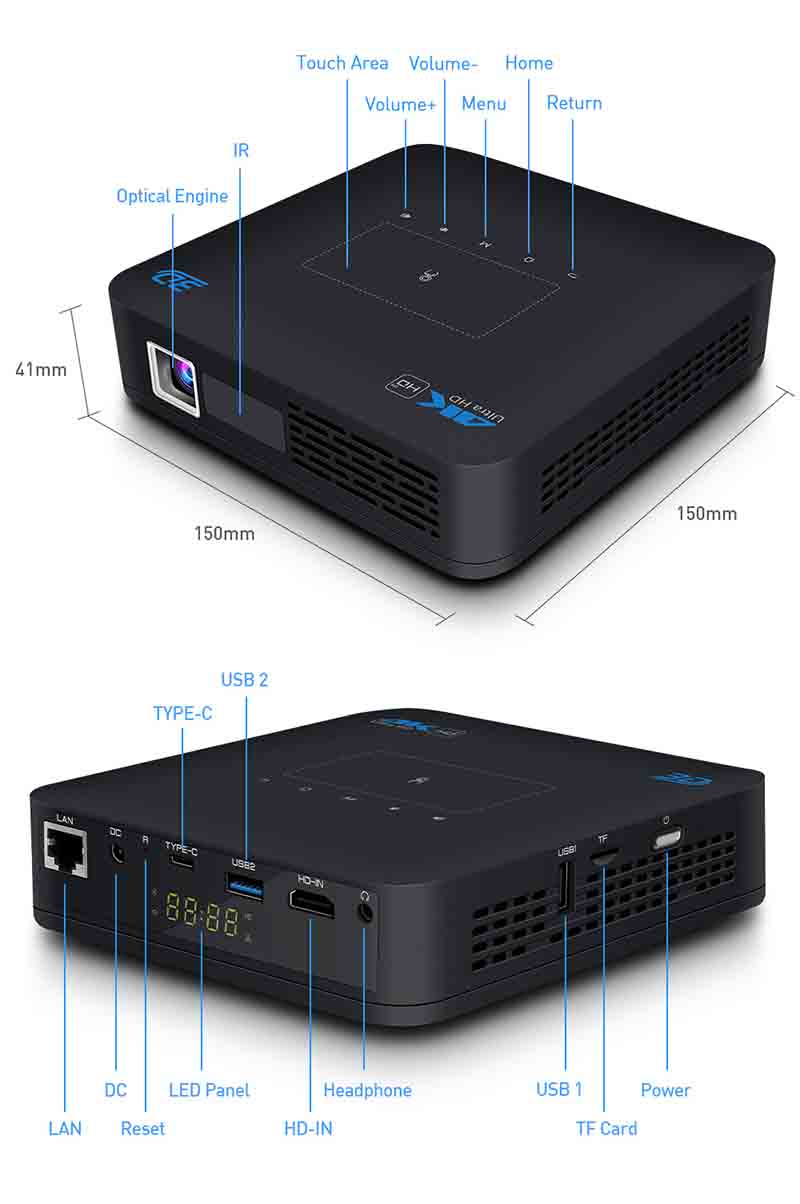 Touch Area
Volume-
Home
Volume+
Menu
Return
IR
Optical Engine
M
HD
4K
Ultra HD
41mm
150mm
150mm
USB 2
TYPE-C
LAN
DC
R
TYPE-C
USB2
HD-IN
USB1
TF
88:88
DC
LED Panel
Headphone
USB 1
Power
LAN
Reset
HD-IN
TF Card